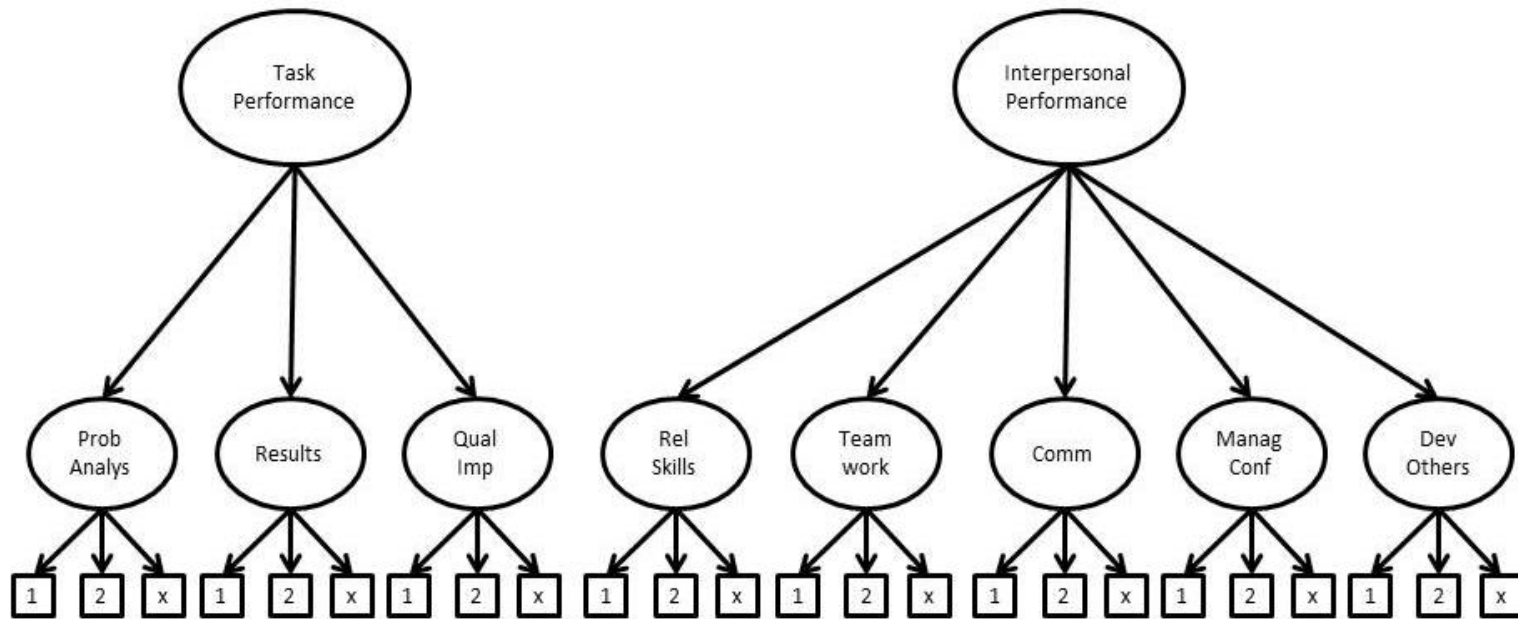 Task
Performance
Interpersonal
Performance
Prob
Analys
Results
Qual
Imp
Rel
Skills
Team
work
Comm
Manag
Conf
Dev
Others
1 2 x 1 2 x 1 2 x 1 2 x 1 2 x 1 2 x 1 2 x 1 2 x